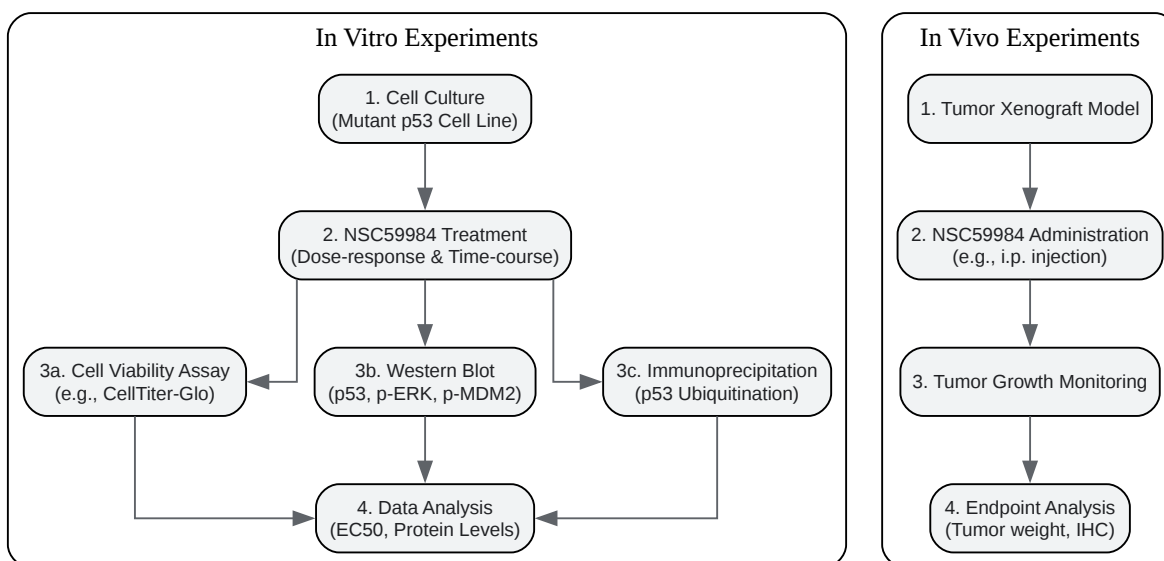 In Vitro Experiments
1. Cell Culture
(Mutant p53 Cell Line)
2. NSC59984 Treatment
(Dose-response & Time-course)
3a. Cell Viability Assay
(e.g., CellTiter-Glo)
3b. Western Blot
(p53, p-ERK, p-MDM2)
3c. Immunoprecipitation
(p53 Ubiquitination)
4. Data Analysis
(EC50, Protein Levels)
In Vivo Experiments
1. Tumor Xenograft Model
2. NSC59984 Administration
(e.g., i.p. injection)
3. Tumor Growth Monitoring
4. Endpoint Analysis
(Tumor weight, IHC)